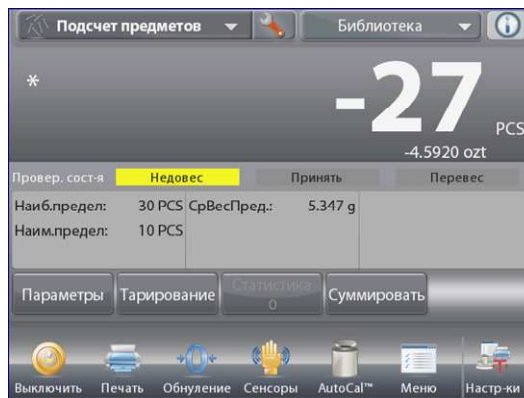 Подсчет предметов Библиотека
*
-27 PCS
-4.5920 ozt
Провер. сост-я Недовес Принять Перевес
Наиб.предел: 30 PCS СрВесПред.: 5.347 g
Наим.предел: 10 PCS
Параметры Тарирование Статистика 0 Суммировать
Выключить Печать Обнуление Сенсоры AutoCal™ Меню Настр-ки